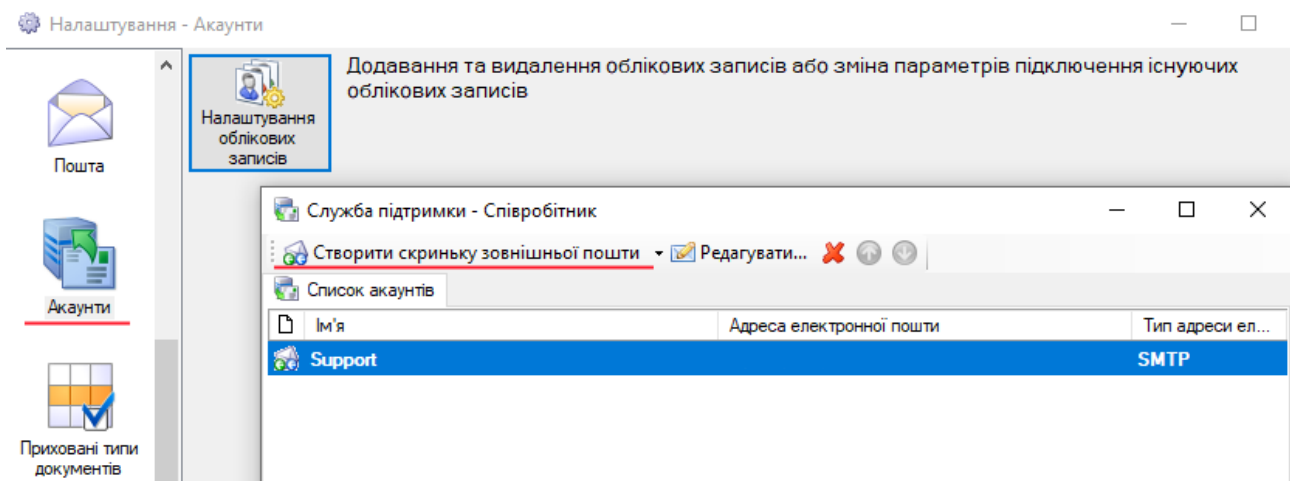 Налаштування - Акаунти
Пошта
Акаунти
Приховані типи
документів
Налаштування
облікових
записів
Додавання та видалення облікових записів або зміна параметрів підключення існуючих
облікових записів
Служба підтримки - Співробітник
Створити скриньку зовнішньої пошти Редагувати...
Список акаунтів
Ім'я Адреса електронної пошти Тип адреси ел...
Support SMTP